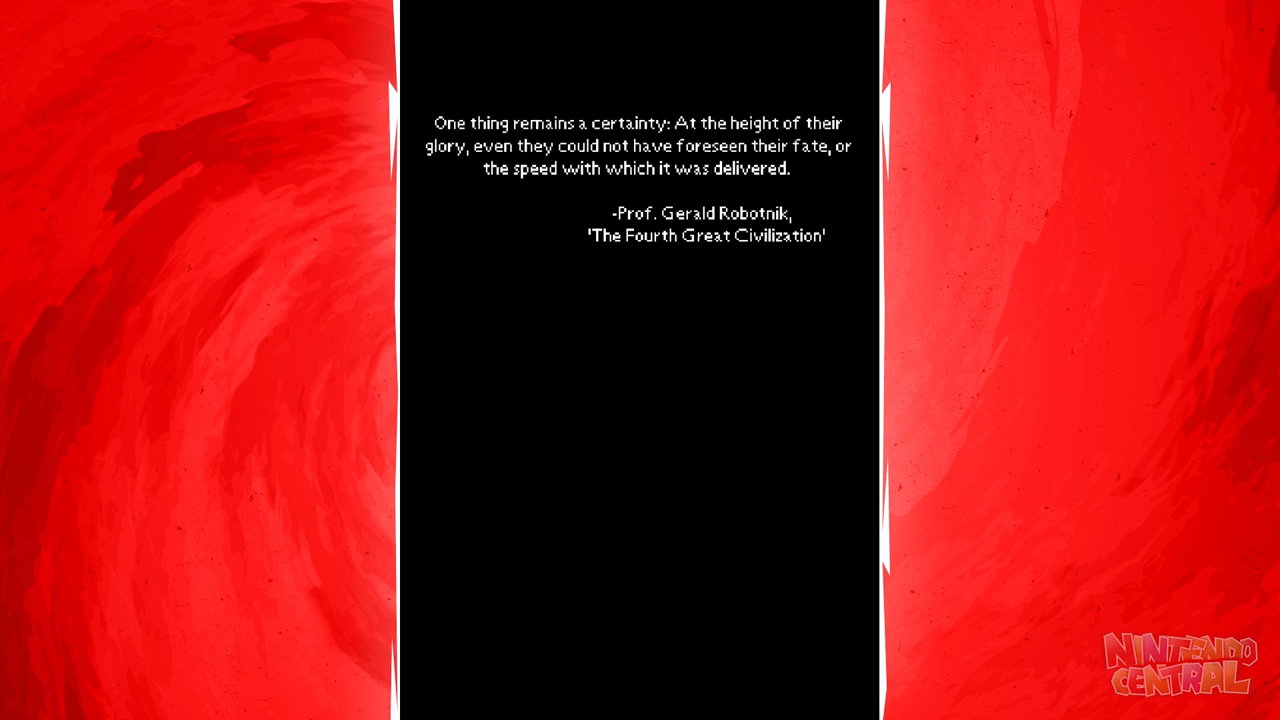 One thing remains a certainty: At the height of their
glory, even they could not have foreseen their fate, or
the speed with which it was delivered.
-Prof. Gerald Robotnik,
'The Fourth Great Civilization'
NINTENDO
CENTRAL